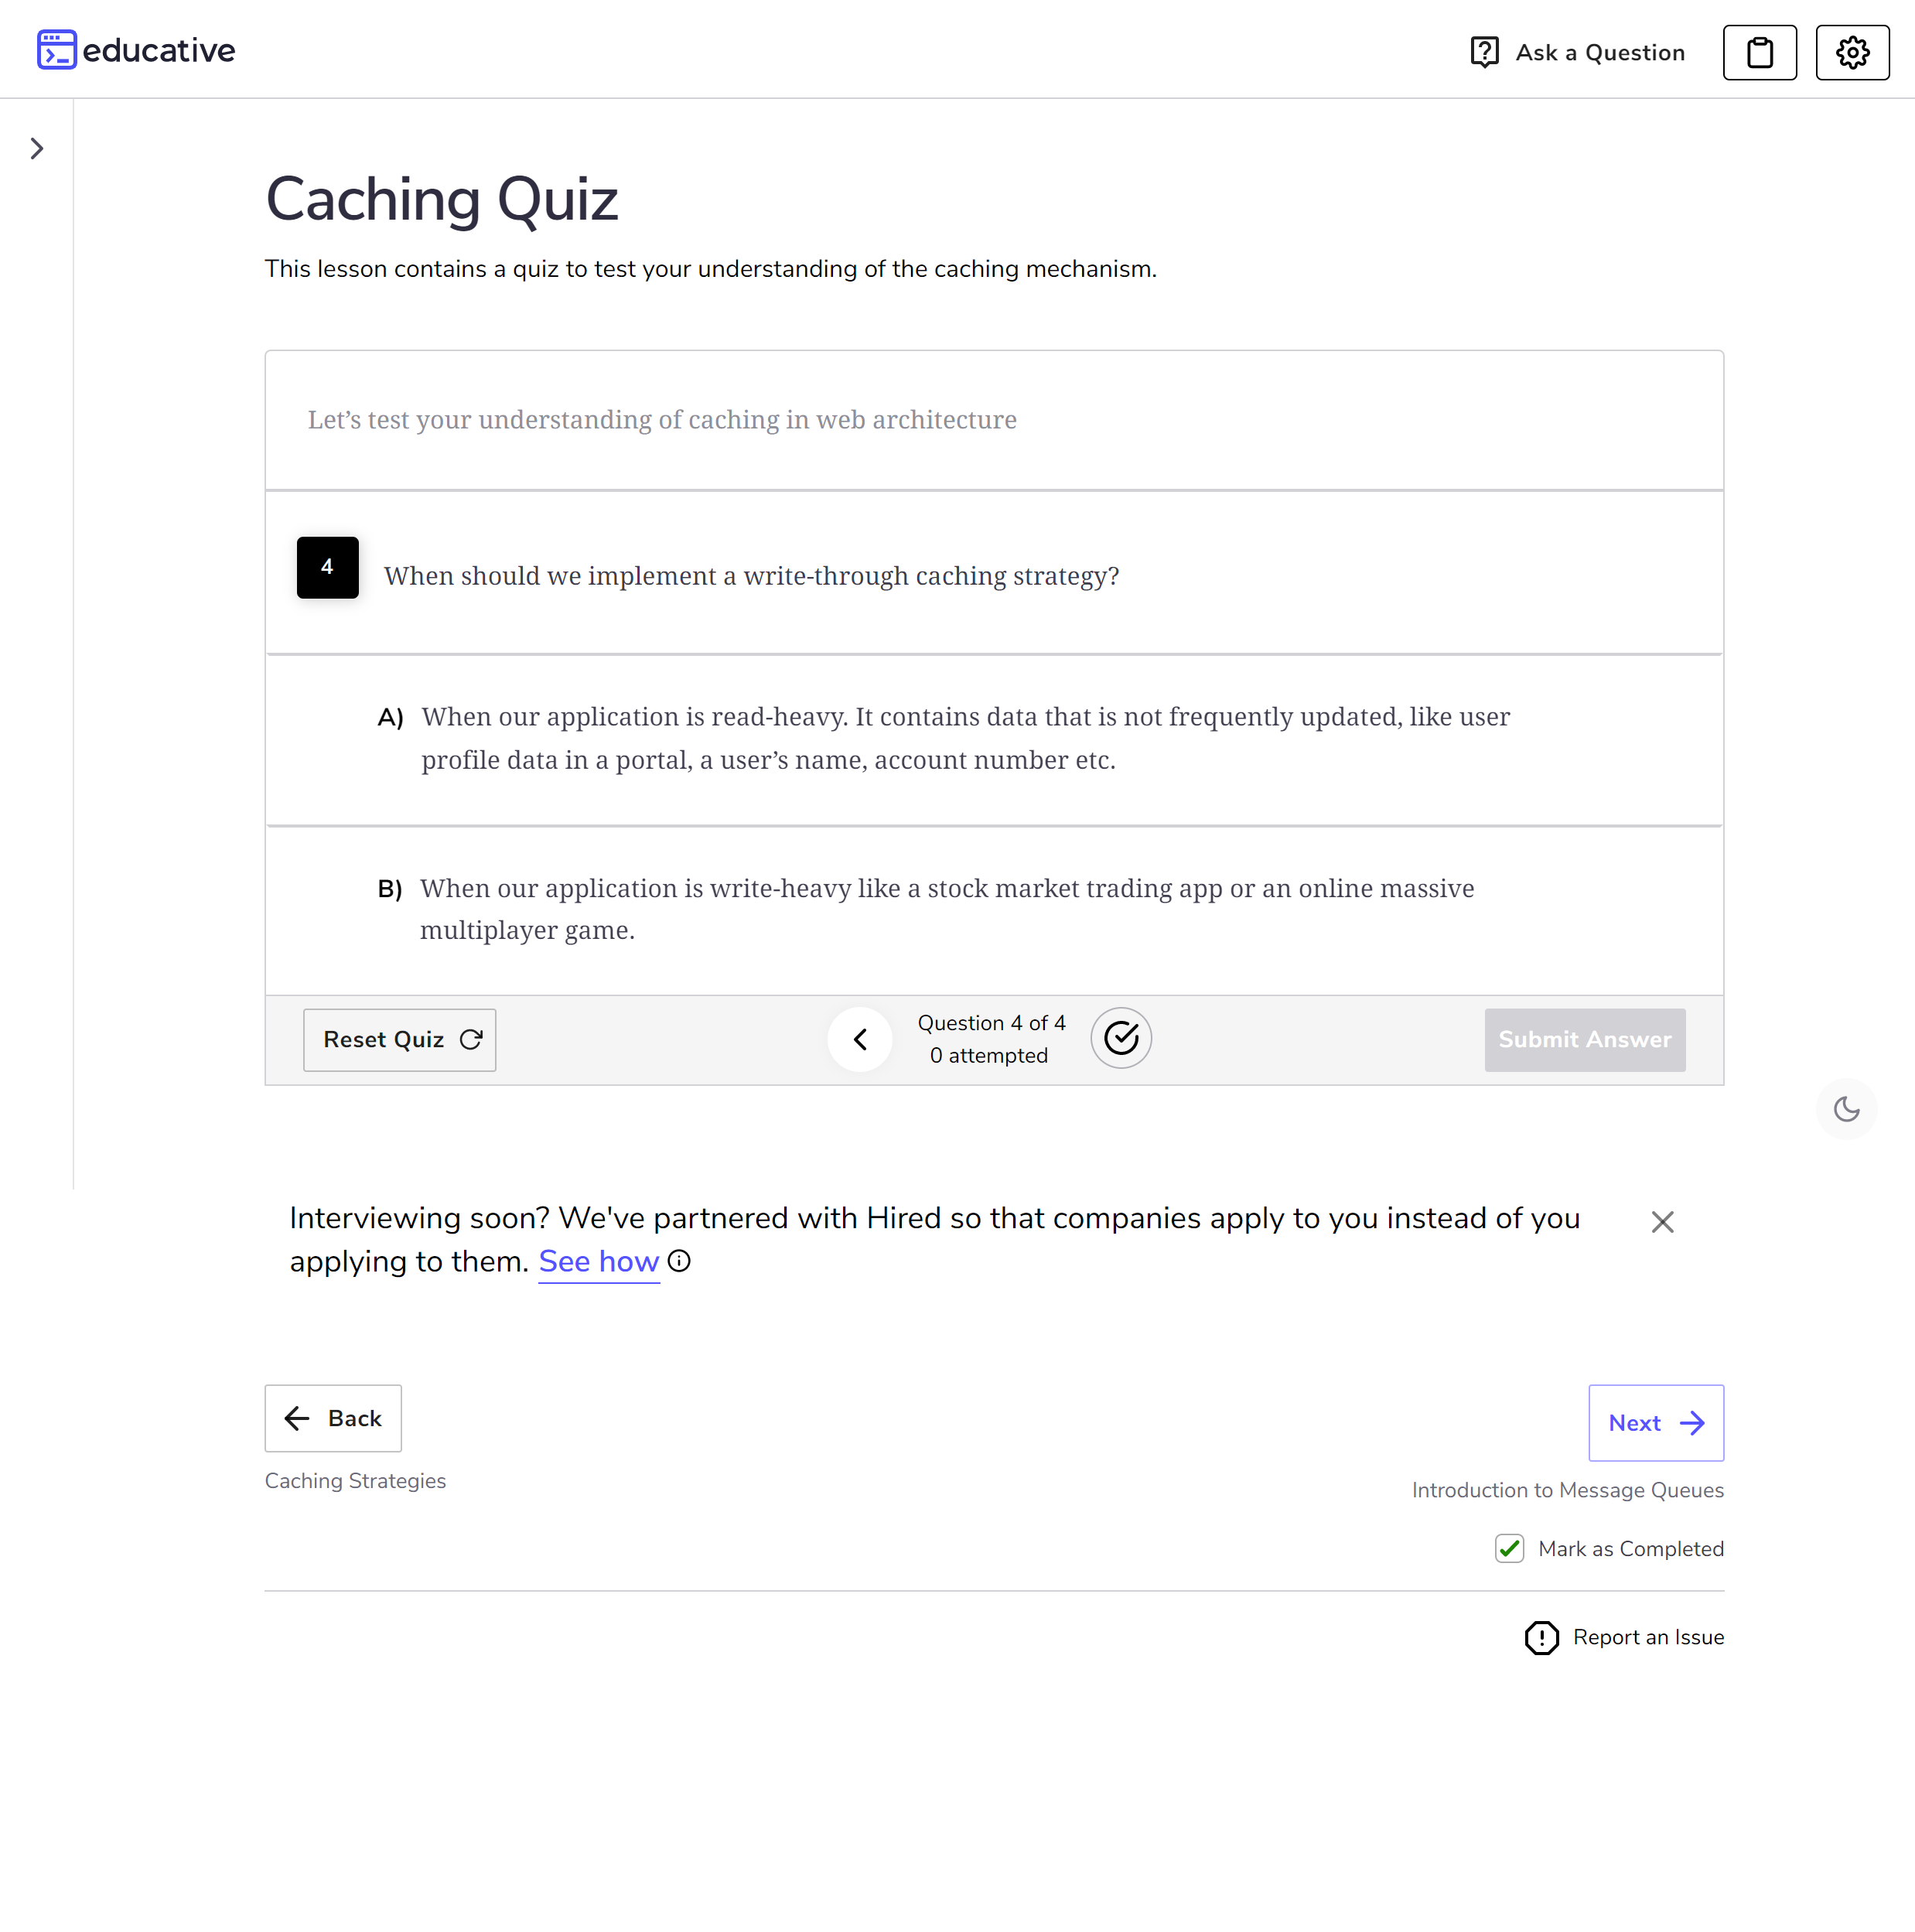 educative
Ask a Question
Caching Quiz
This lesson contains a quiz to test your understanding of the caching mechanism.
Let’s test your understanding of caching in web architecture
4
When should we implement a write-through caching strategy?
A) When our application is read-heavy. It contains data that is not frequently updated, like user
profile data in a portal, a user’s name, account number etc.
B) When our application is write-heavy like a stock market trading app or an online massive
multiplayer game.
Reset Quiz
Question 4 of 4
0 attempted
Submit Answer
Interviewing soon? We've partnered with Hired so that companies apply to you instead of you
applying to them. See how
Back
Next
Caching Strategies
Introduction to Message Queues
Mark as Completed
Report an Issue